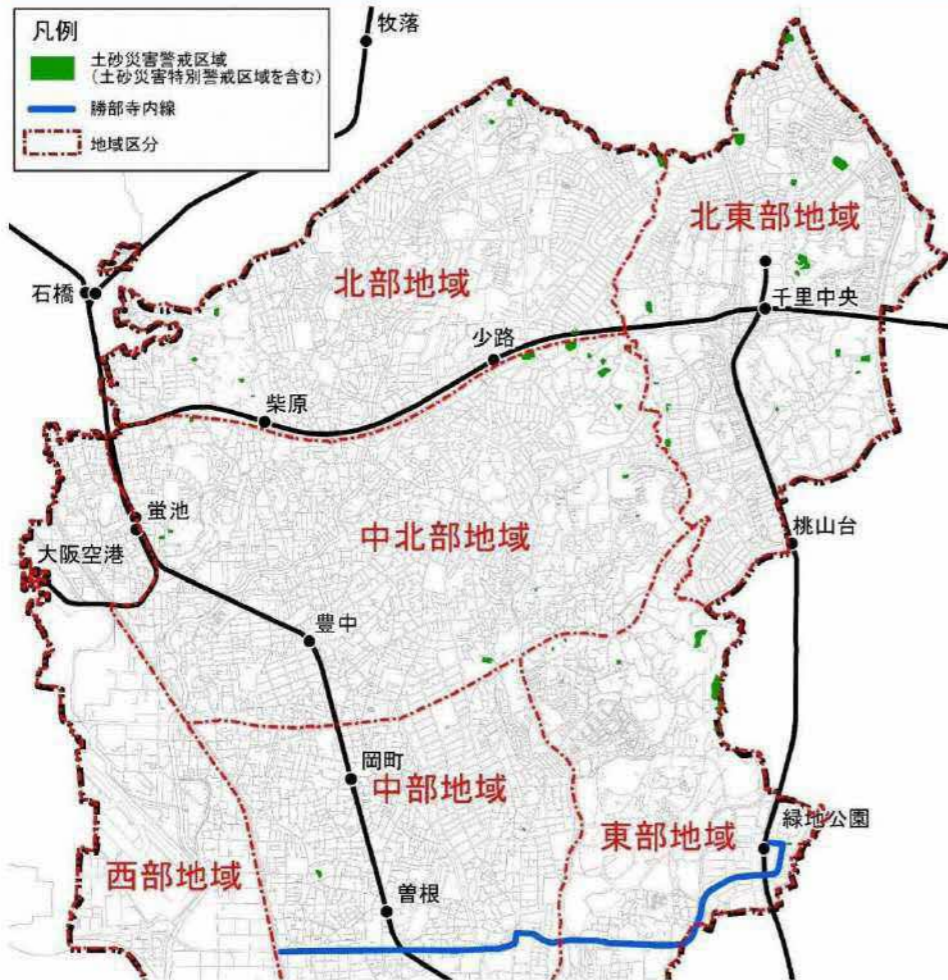 凡例
土砂災害警戒区域
(土砂災害特別警戒区域を含む)
勝部寺内線
地域区分
牧落
北東部地域
石橋
北部地域
千里中央
少路
柴原
蛍池
大阪空港
中北部地域
桃山台
豊中
岡町
中部地域
緑地公園
東部地域
西部地域
曽根